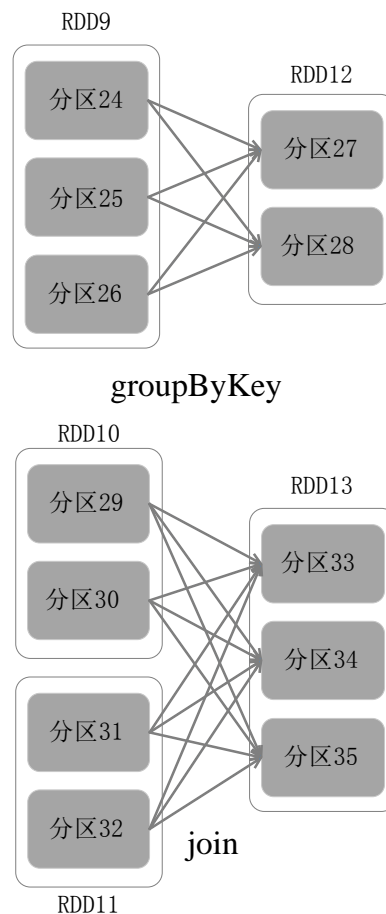 RDD9
分区24
分区25
分区26
RDD12
分区27
分区28
groupByKey
RDD10
分区29
分区30
分区31
分区32
RDD11
RDD13
分区33
分区34
分区35
join